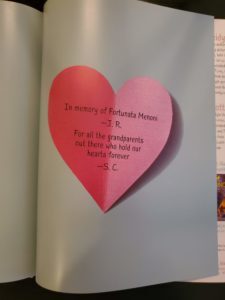 In memory of Fortunata Menoni
—J. R.
For all the grandparents
out there who hold our
hearts forever
—S. C.